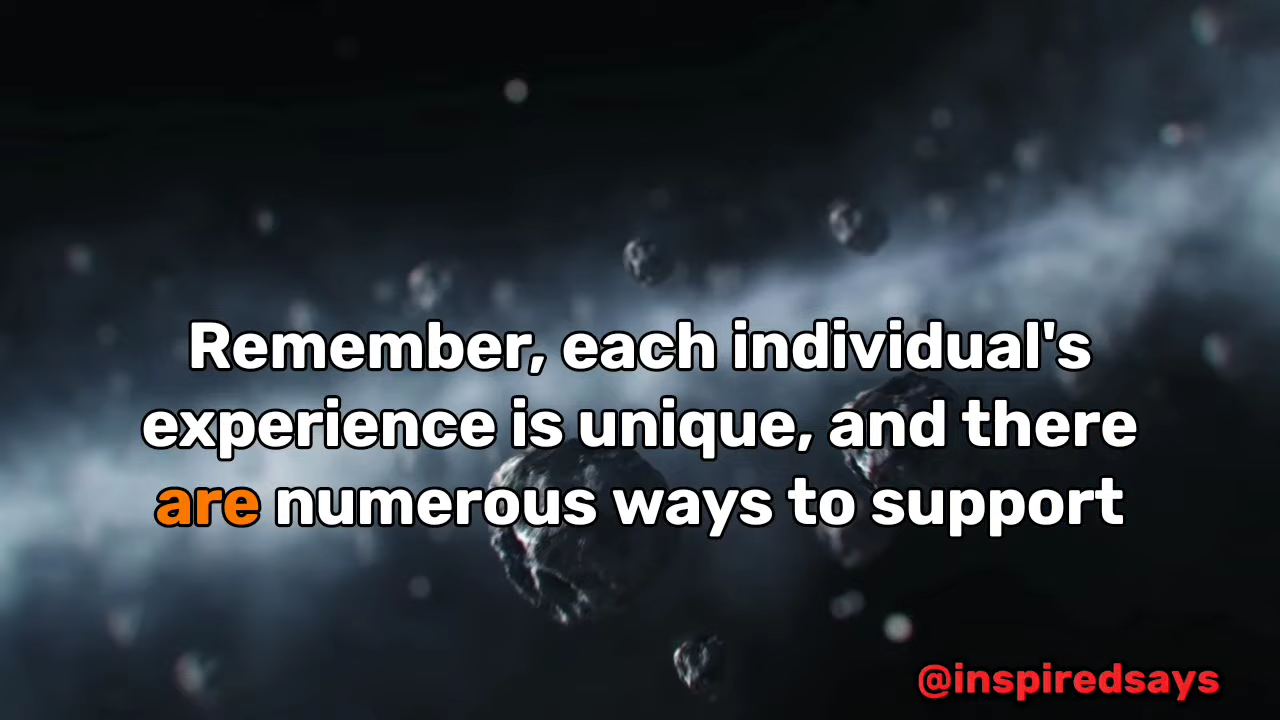 Remember, each individual's
experience is unique, and there
are numerous ways to support
@inspiredsays